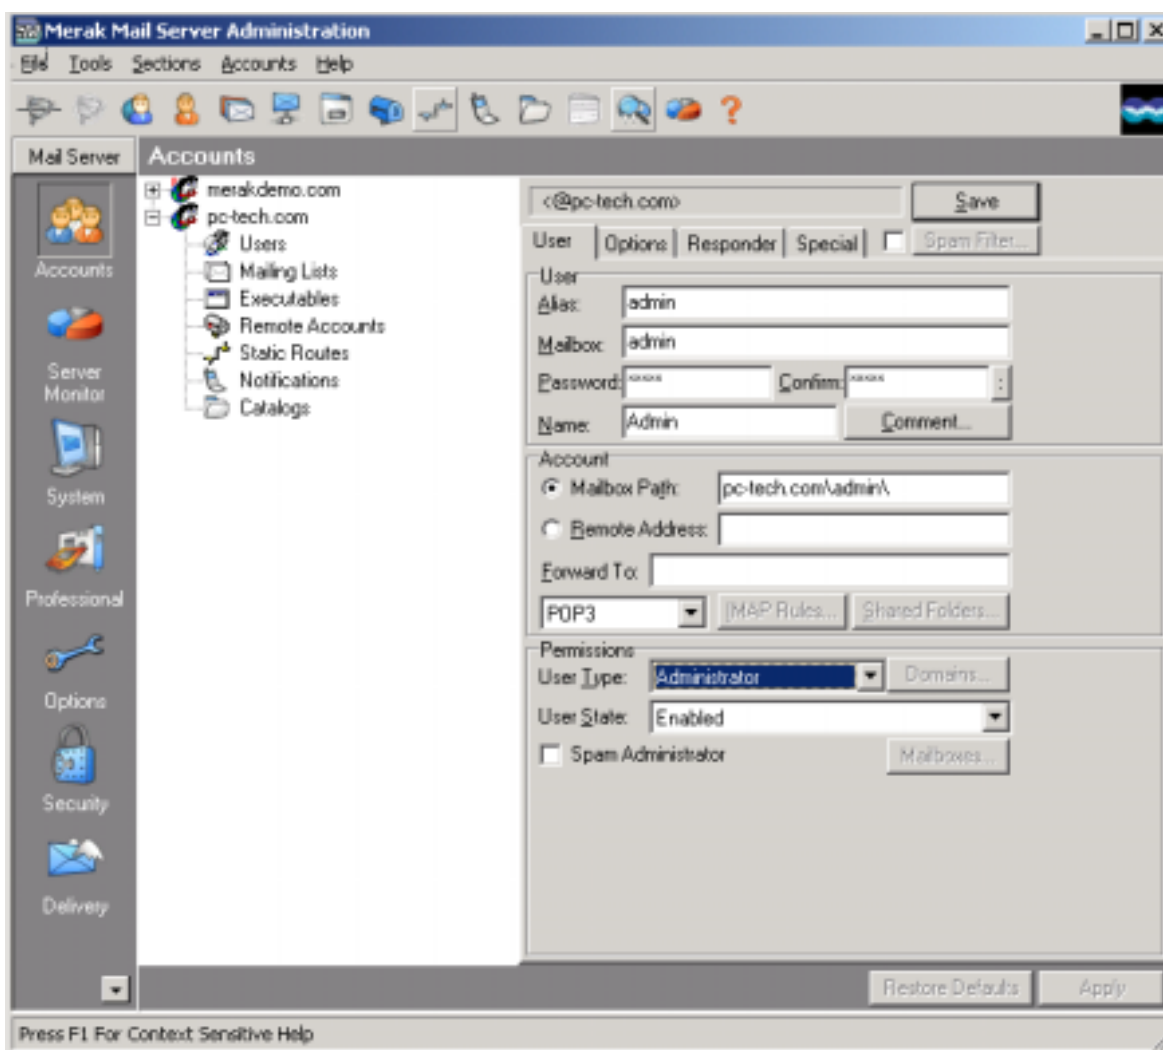 Merak Mail Server Administration
File Tools Sections Accounts Help
Mail Server
Accounts
Accounts
Server
Monitor
System
Professional
Options
Security
Delivery
merakdemo.com
pc-tech.com
Users
Mailing Lists
Executables
Remote Accounts
Static Routes
Notifications
Catalogs
<@pc-tech.com> Save
User Options Responder Special Spam Filter...
User
Alias: admin
Mailbox: admin
Password: ***** Confirm: ***** :
Name: Admin Comment...
Account
Mailbox Path: pc-tech.com\admin\
Remote Address:
Forward To:
POP3 IMAP Rules... Shared Folders...
Permissions
User Type: Administrator Domains...
User State: Enabled
Spam Administrator Mailboxes...
Restore Defaults Apply
Press F1 For Context Sensitive Help